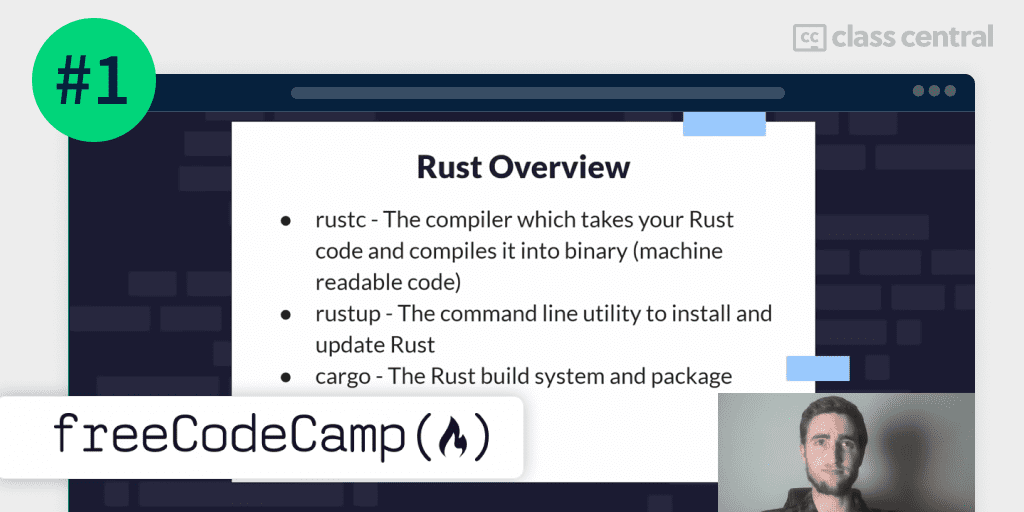 #1
cc class central
Rust Overview
● rustc - The compiler which takes your Rust
code and compiles it into binary (machine
readable code)
● rustup - The command line utility to install and
update Rust
● cargo - The Rust build system and package
freeCodeCamp( )